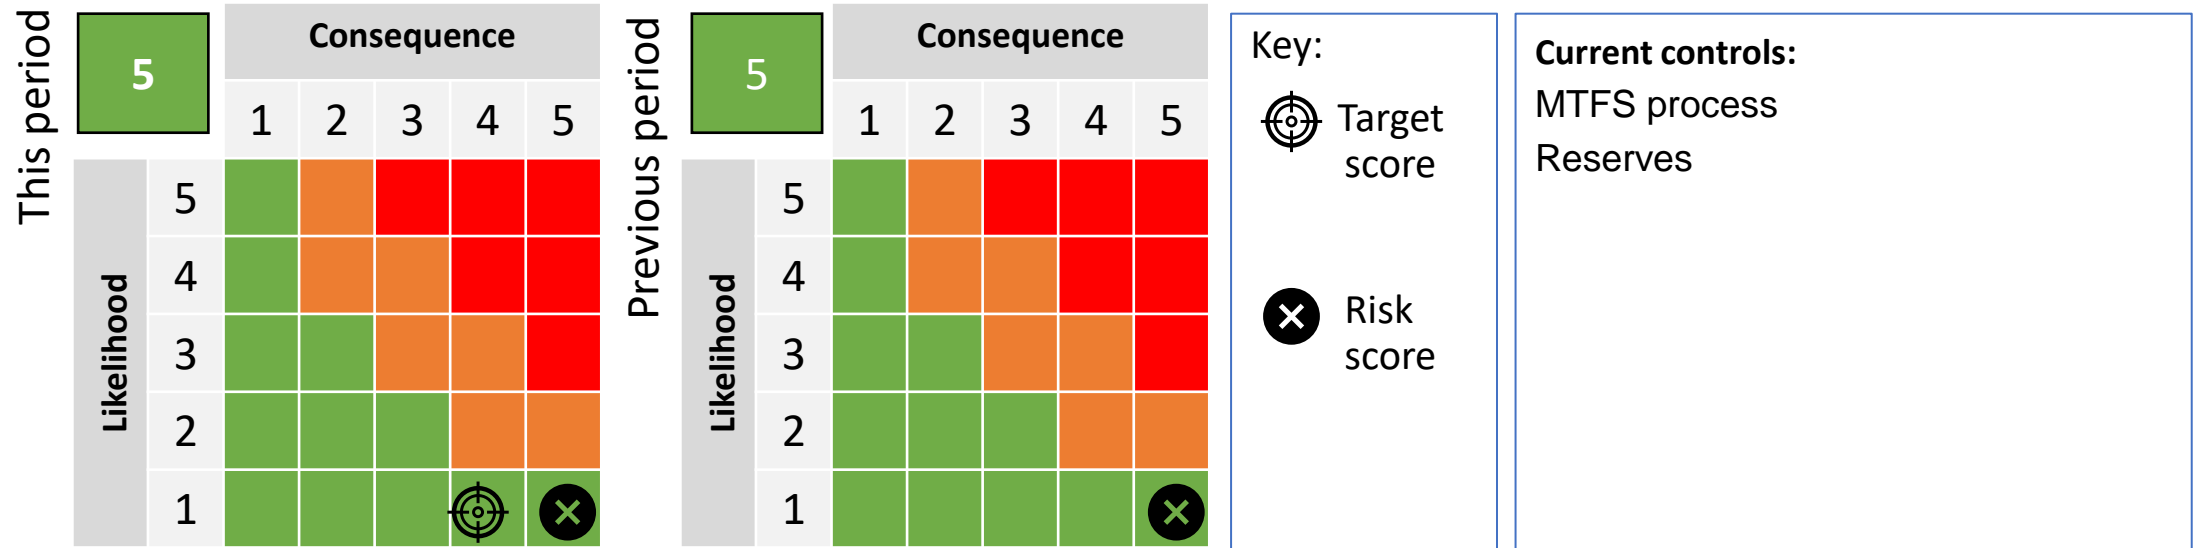 This period
5
Consequence
1 2 3 4 5
Likelihood
5
4
3
2
1
Previous period
5
Consequence
1 2 3 4 5
Likelihood
5
4
3
2
1
Key:
Target
score
Risk
score
Current controls:
MTFS process
Reserves